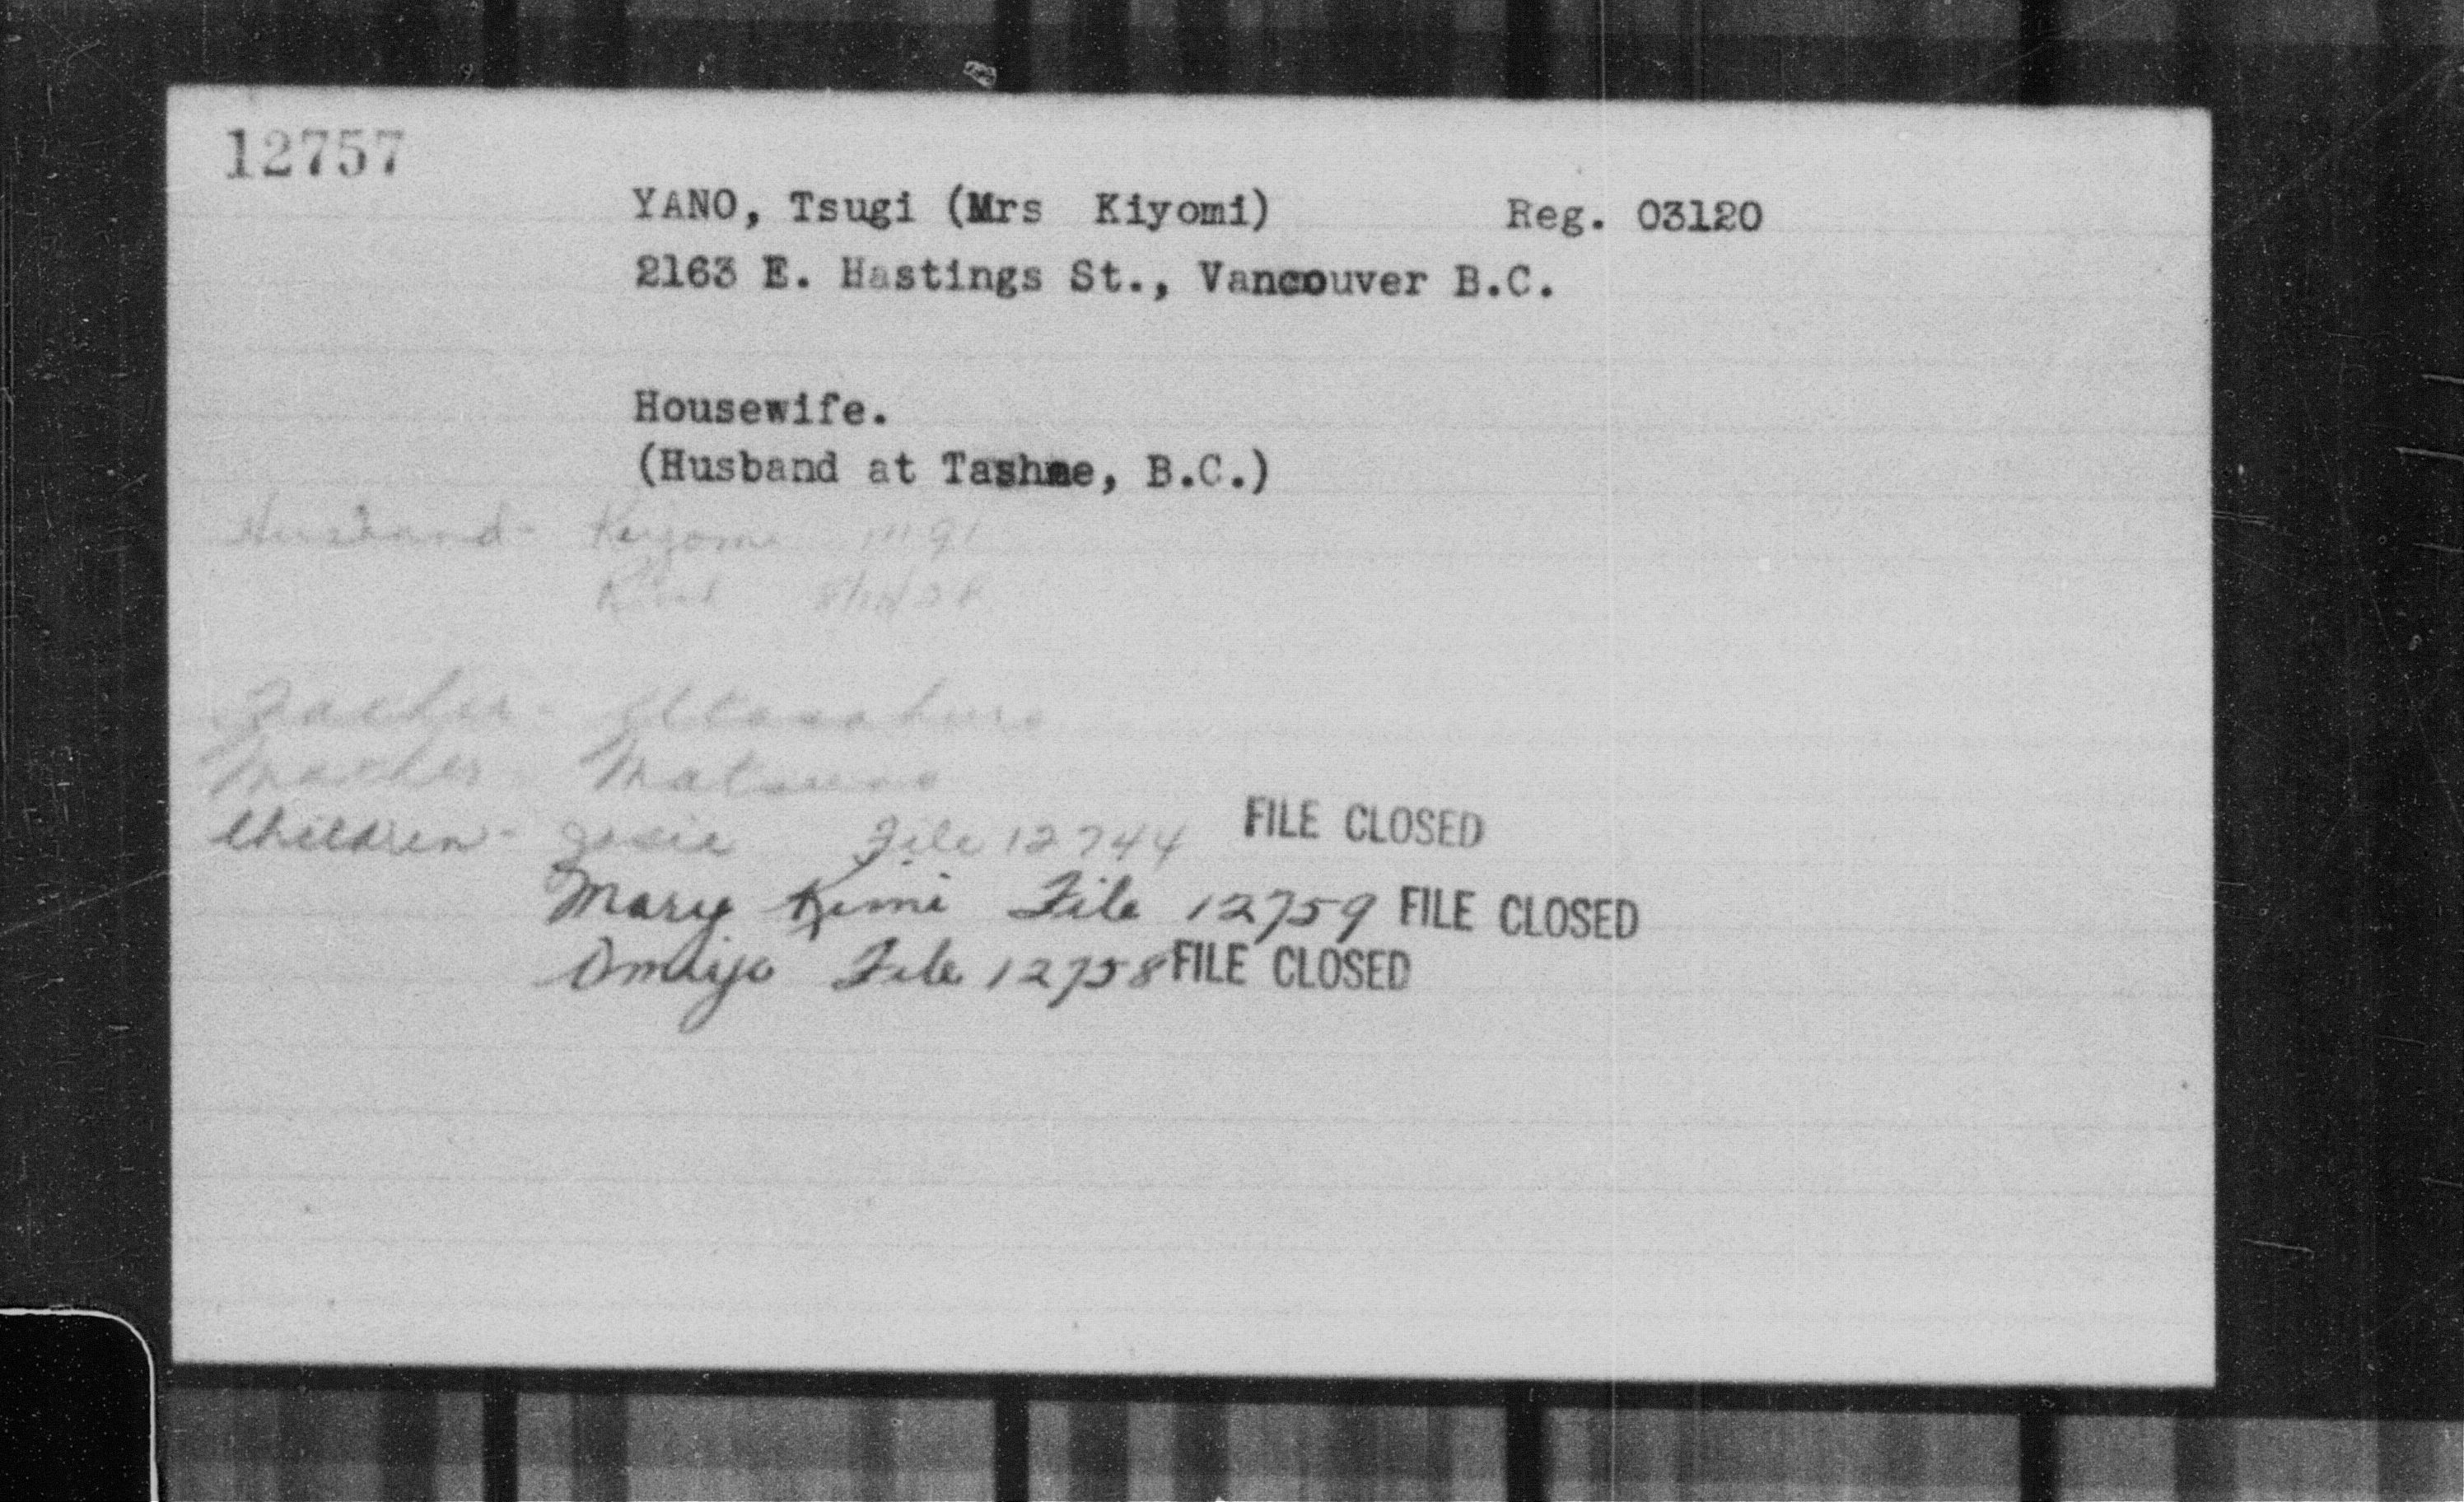 12757
YANO, Tsugi (Mrs Kiyomi) Reg. 03120
2163 E. Hastings St., Vancouver B.C.
Housewife.
(Husband at Tashme, B.C.)
Husband - Kiyomi
Father -
Mother
Children - Josie File 12744 FILE CLOSED
Mary Kimi File 12759 FILE CLOSED
File 12758 FILE CLOSED